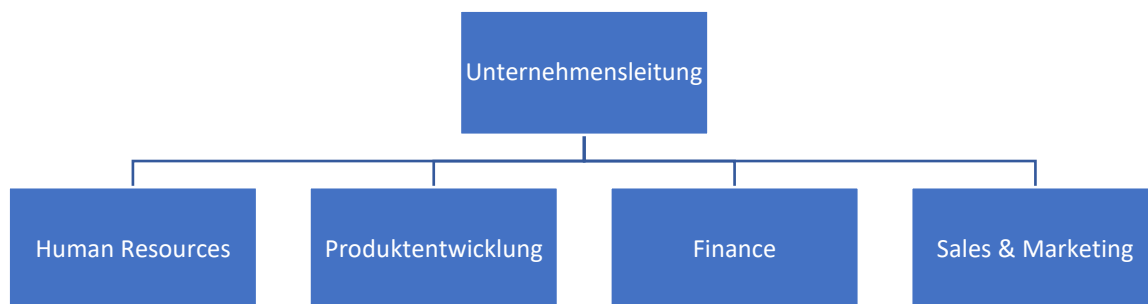 Unternehmensleitung
Human Resources
Produktentwicklung
Finance
Sales & Marketing